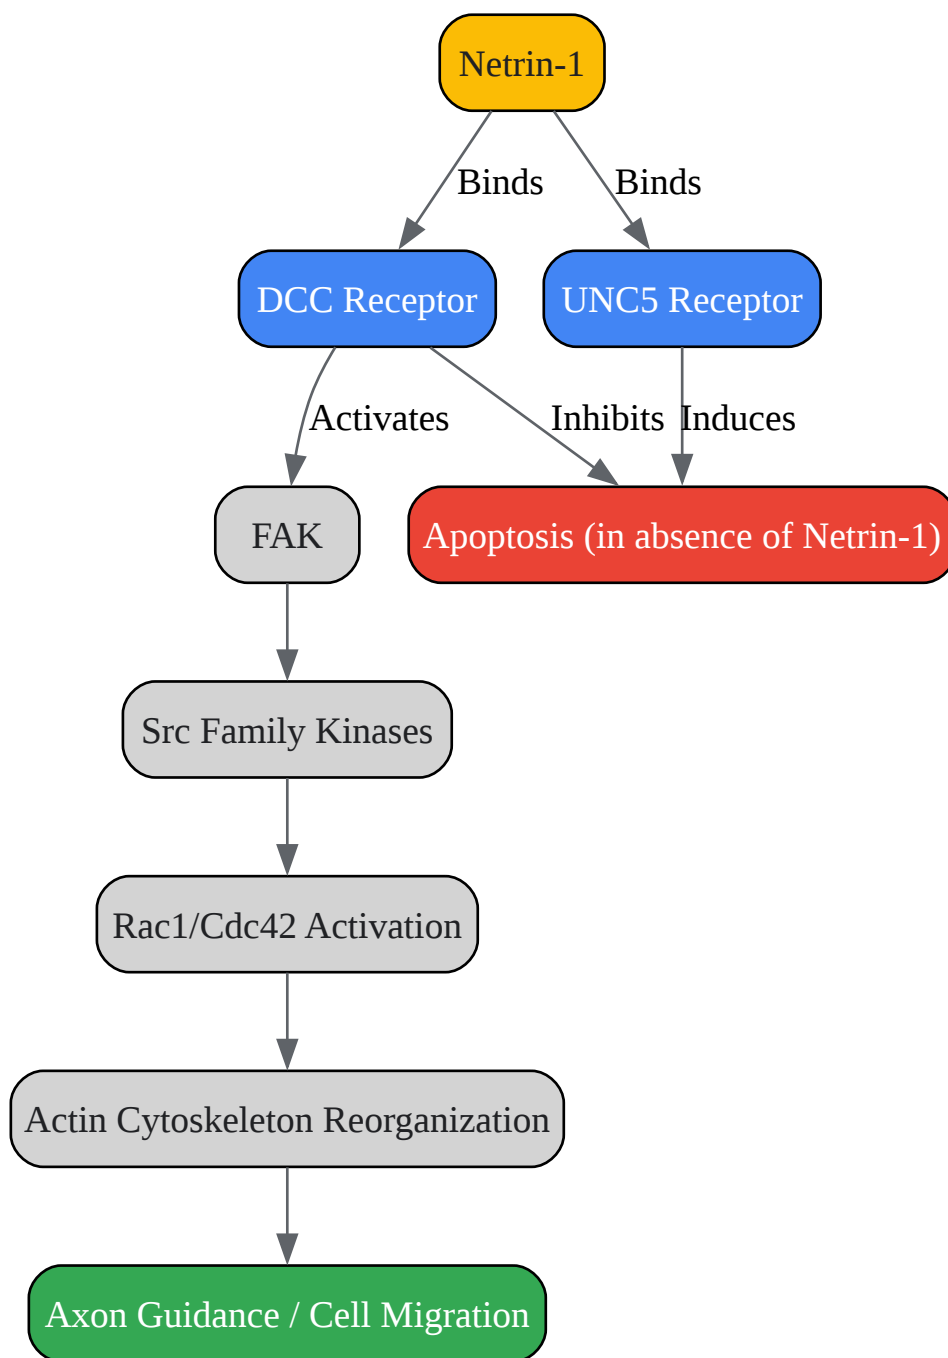 Netrin-1
Binds
Binds
DCC Receptor
UNC5 Receptor
Activates
Inhibits
Induces
FAK
Apoptosis (in absence of Netrin-1)
Src Family Kinases
Rac1/Cdc42 Activation
Actin Cytoskeleton Reorganization
Axon Guidance / Cell Migration